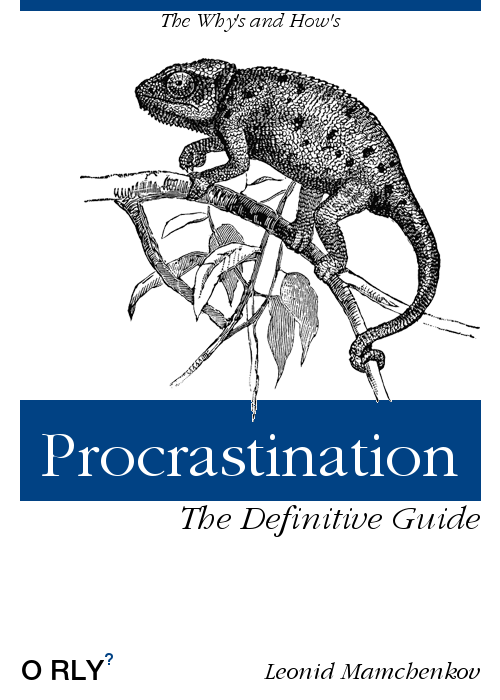 The Why's and How's
Procrastination
The Definitive Guide
O RLY?
Leonid Mamchenkov